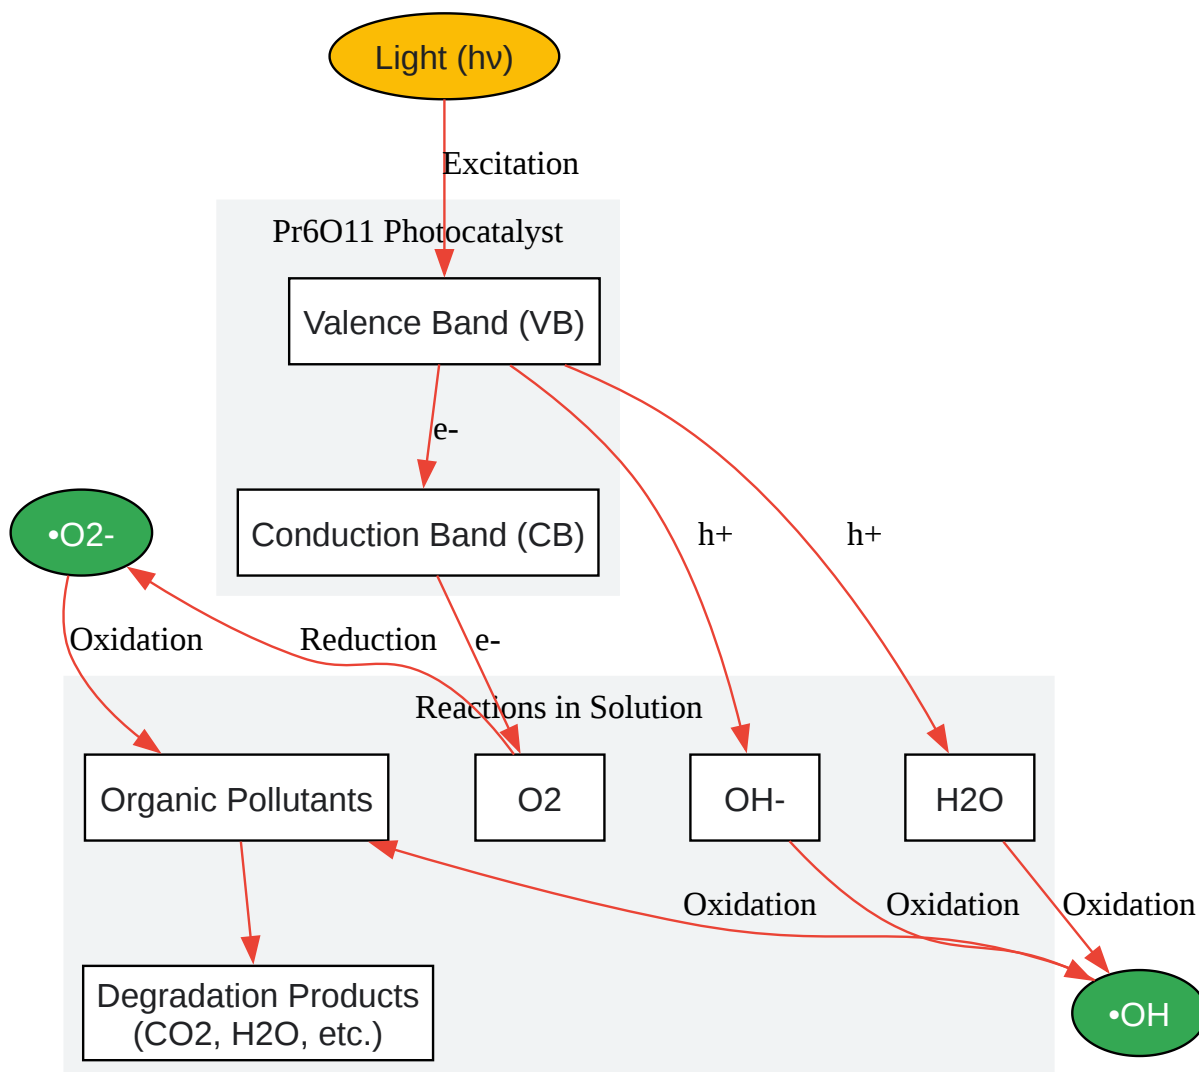 Light (hν)
Excitation
Pr6O11 Photocatalyst
Valence Band (VB)
e-
Conduction Band (CB)
h+
h+
•O2-
Oxidation
Reduction
e-
Reactions in Solution
Organic Pollutants
O2
OH-
H2O
Oxidation
Oxidation
Oxidation
Degradation Products
(CO2, H2O, etc.)
•OH